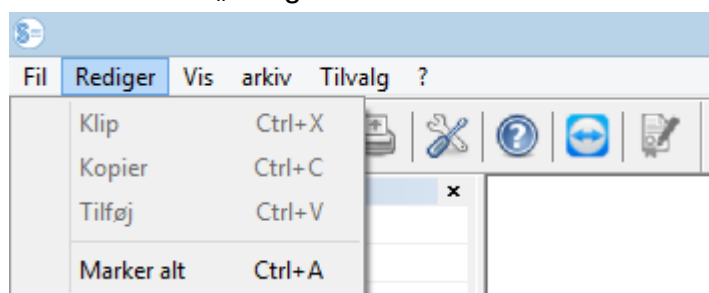 Fil Rediger Vis arkiv Tilvalg ?
Klip Ctrl+X
Kopier Ctrl+C
Tilføj Ctrl+V
Marker alt Ctrl+A